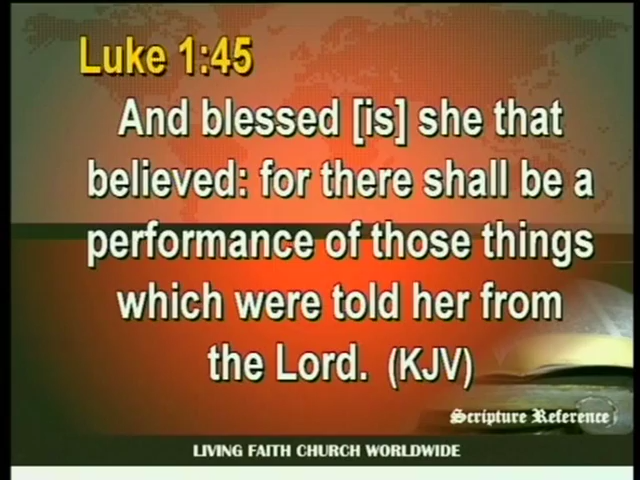 Luke 1:45
And blessed [is] she that
believed: for there shall be a
performance of those things
which were told her from
the Lord. (KJV)
Scripture Reference
LIVING FAITH CHURCH WORLDWIDE